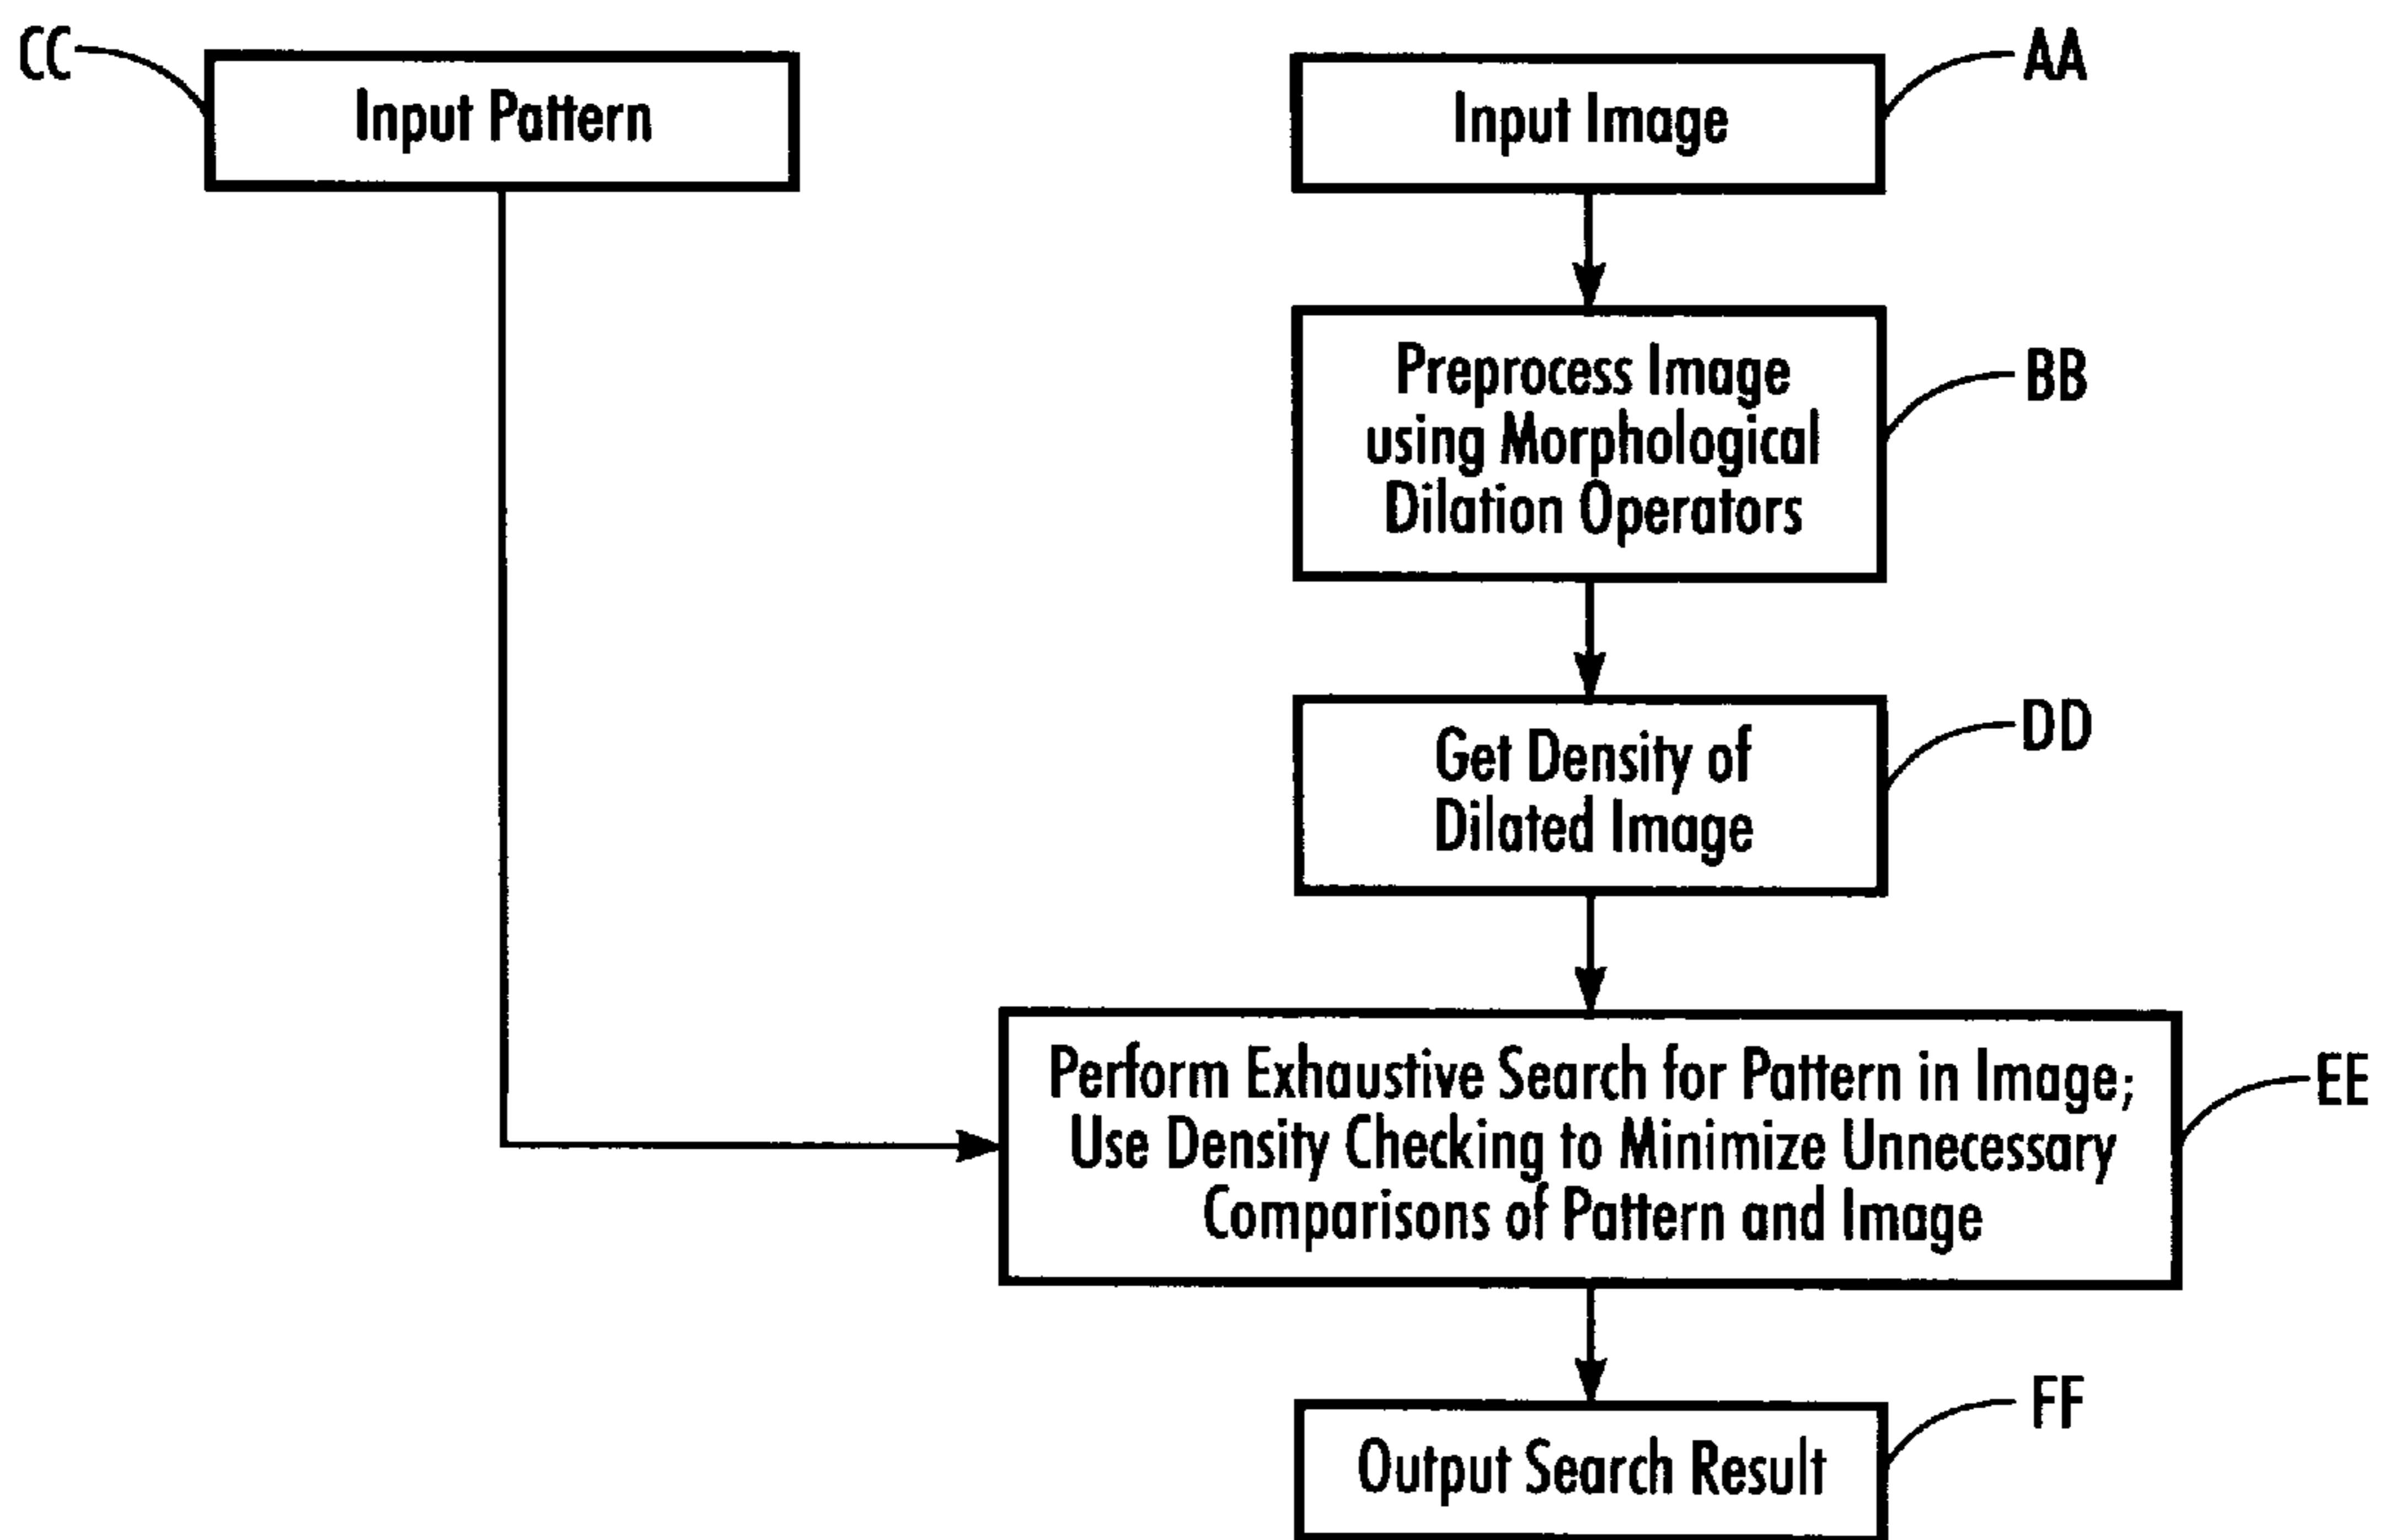 CC
Input Pattern
Input Image
AA
Preprocess Image
using Morphological
Dilation Operators
BB
Get Density of
Dilated Image
DD
Perform Exhaustive Search for Pattern in Image;
Use Density Checking to Minimize Unnecessary
Comparisons of Pattern and Image
EE
Output Search Result
FF